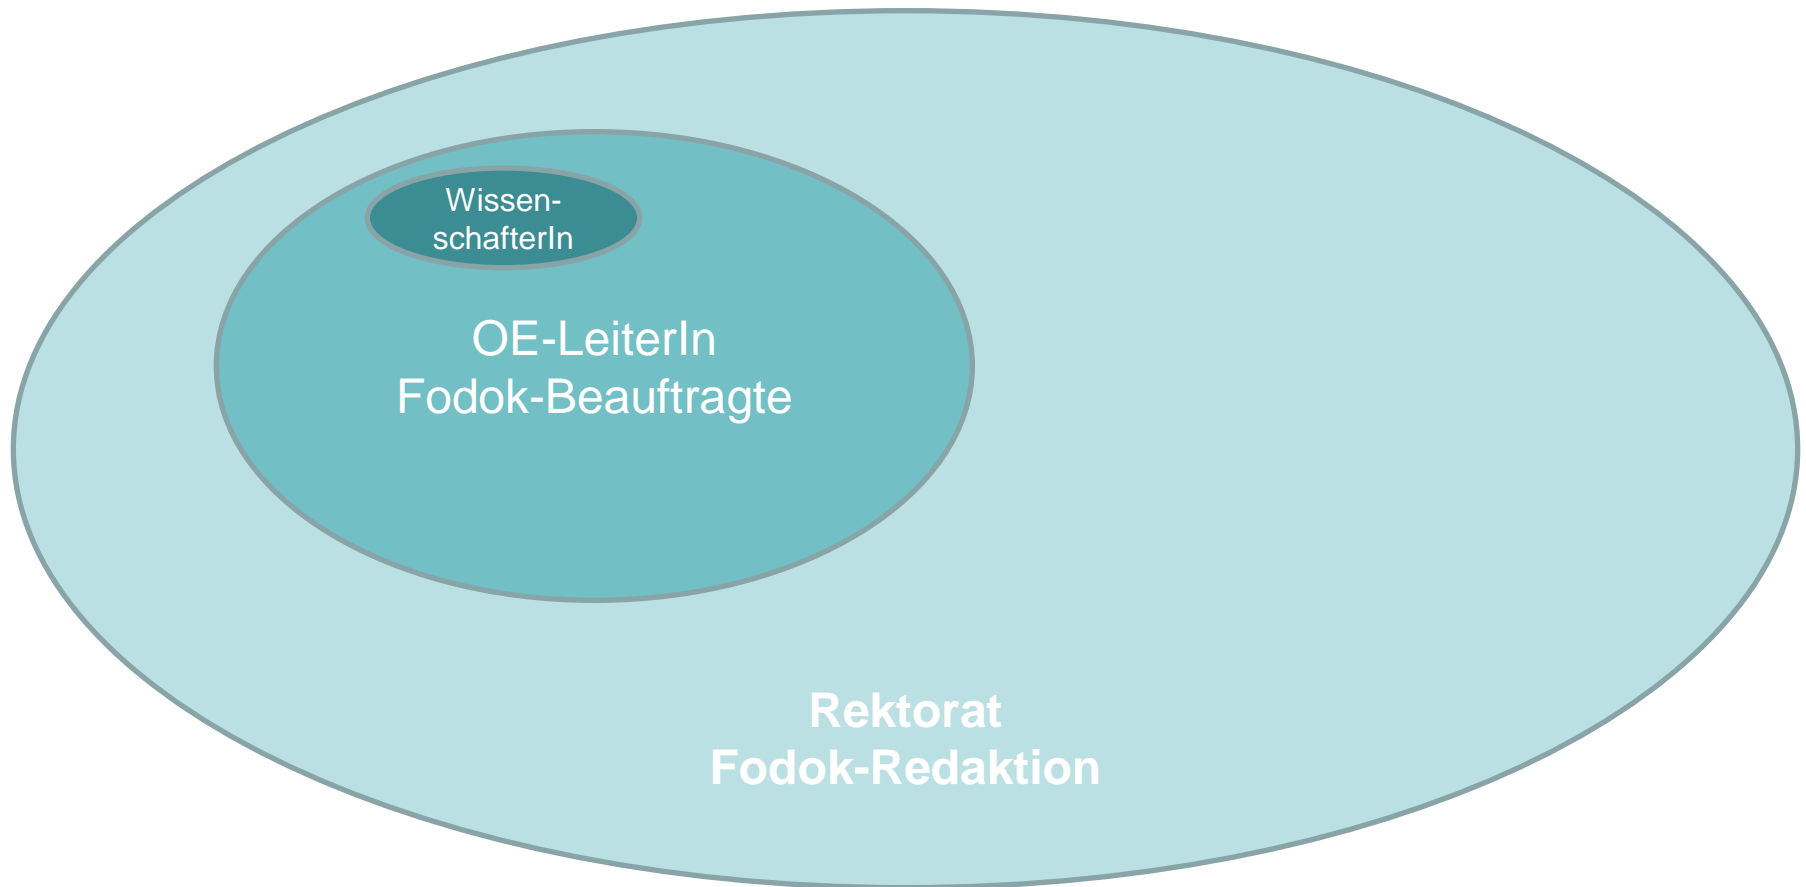 Wissen-
schafterIn
OE-LeiterIn
Fodok-Beauftragte
Rektorat
Fodok-Redaktion